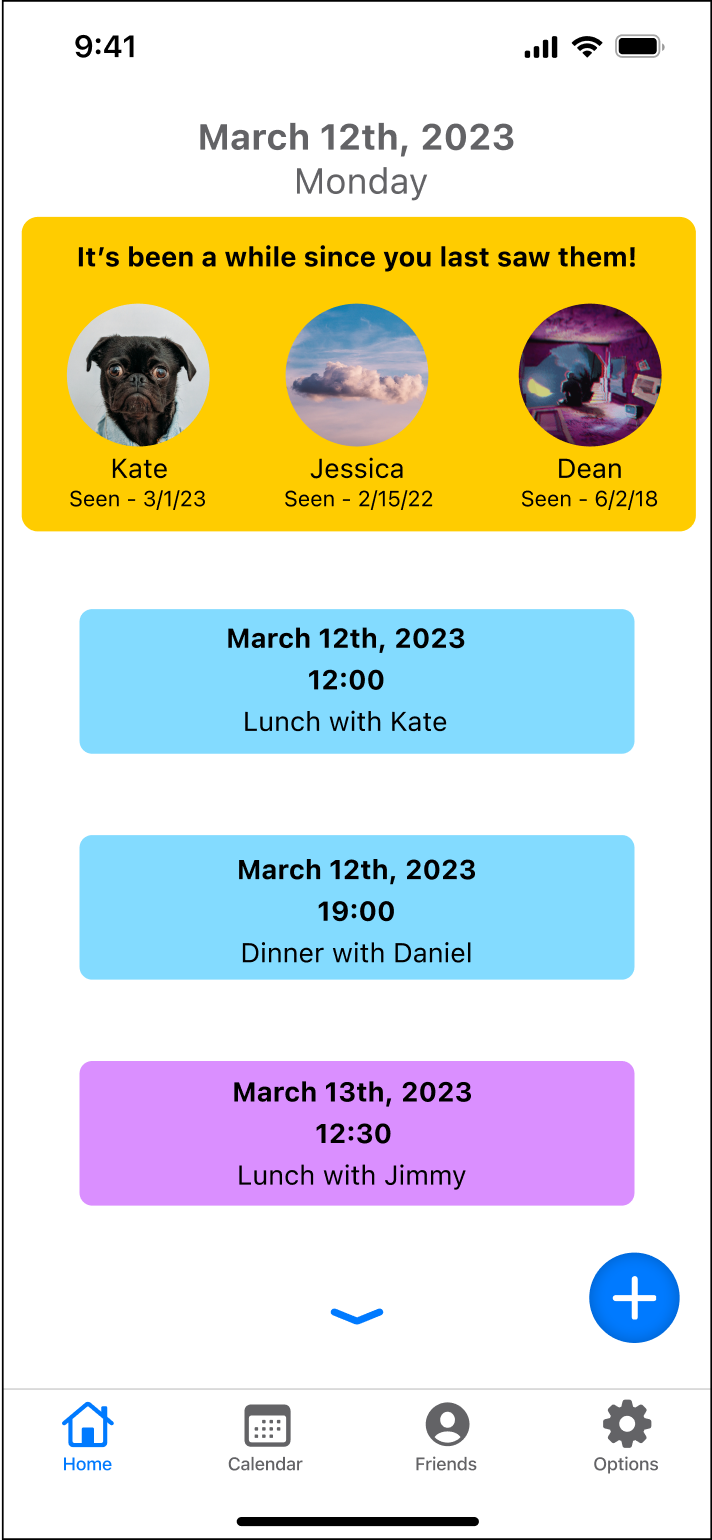 9:41
March 12th, 2023
Monday
It's been a while since you last saw them!
Kate Jessica Dean
Seen - 3/1/23 Seen - 2/15/22 Seen - 6/2/18
March 12th, 2023
12:00
Lunch with Kate
March 12th, 2023
19:00
Dinner with Daniel
March 13th, 2023
12:30
Lunch with Jimmy
Home Calendar Friends Options